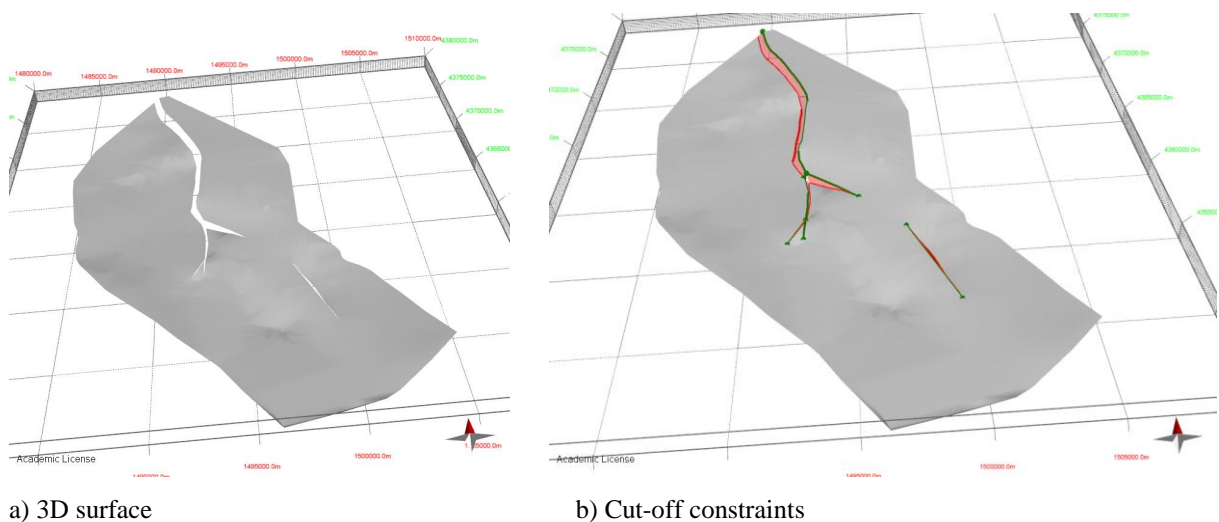 1480000.0m
1485000.0m
1490000.0m
1495000.0m
1500000.0m
1505000.0m
1510000.0m
4380000.0m
4375000.0m
4370000.0m
Academic License
1495000.0m
1500000.0m
4375000.0m
4370000.0m
4365000.0m
4360000.0m
Academic License
1495000.0m
1500000.0m
1505000.0m
a) 3D surface
b) Cut-off constraints